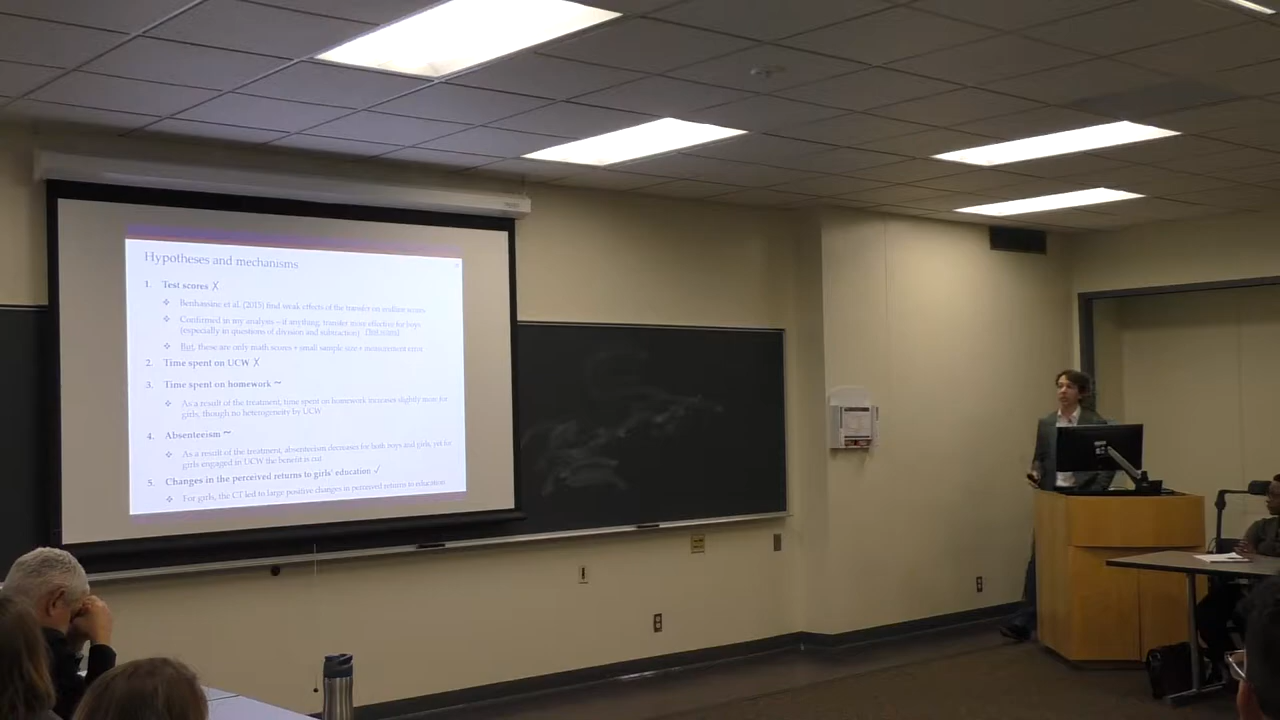 Hypotheses and mechanisms
1. Test scores ✗
❖ Benhassine et al. (2015) find weak effects of the transfer on welfare scores
❖ Confirmed in my analysis – if anything, transfer more effective for boys
(especially in questions of division and subtraction) [Test scores]
❖ But, these are only math scores + small sample size + measurement error
2. Time spent on UCW ✗
3. Time spent on homework ~
❖ As a result of the treatment, time spent on homework increases slightly more for
girls, though no heterogeneity by UCW
4. Absenteeism ~
❖ As a result of the treatment, absenteeism decreases for both boys and girls, yet for
girls engaged in UCW the benefit is cut
5. Changes in the perceived returns to girls' education ✓
❖ For girls, the CT led to large positive changes in perceived returns to education